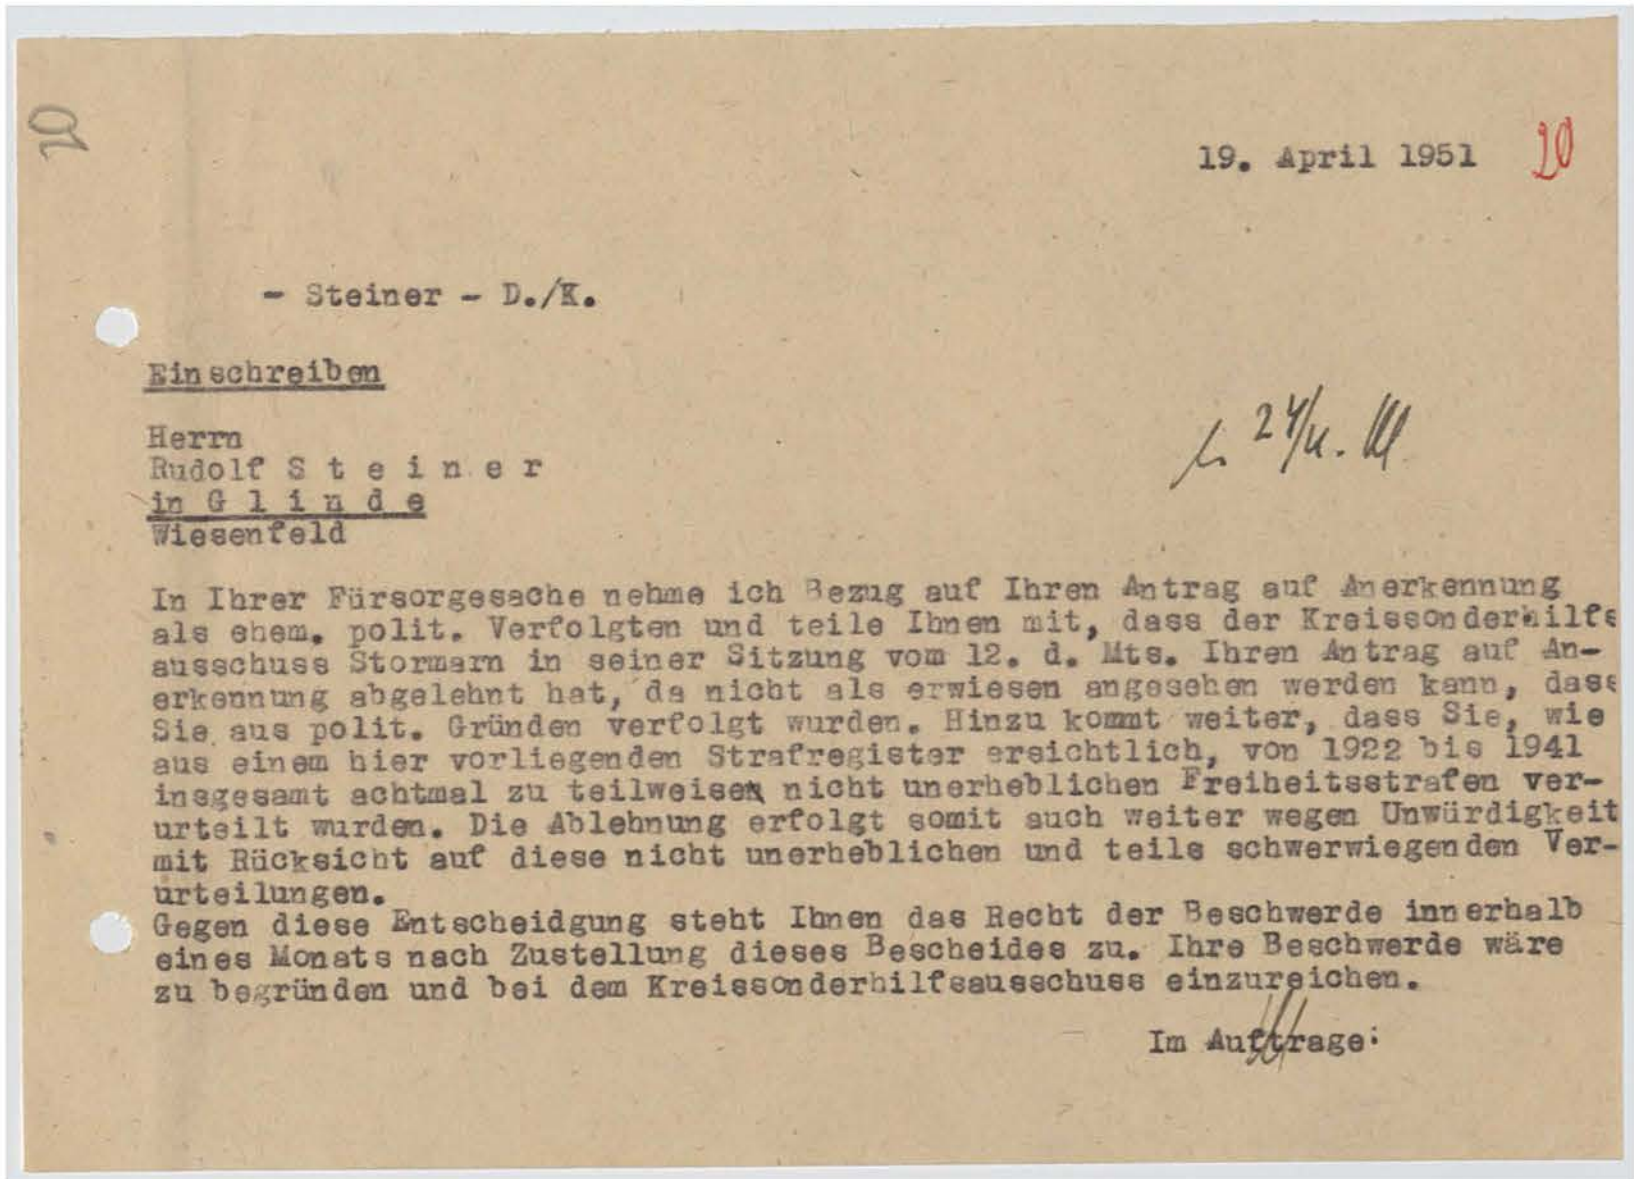 20
19. April 1951 20
- Steiner - D./K.
Einschreiben
Herrn
Rudolf S t e i n e r
in G l i n d e
Wiesenfeld
24/4.
In Ihrer Fürsorgesache nehme ich Bezug auf Ihren Antrag auf Anerkennung
als ehem. polit. Verfolgten und teile Ihnen mit, dass der Kreissonderhilfs
ausschuss Stormarn in seiner Sitzung vom 12. d. Mts. Ihren Antrag auf An-
erkennung abgelehnt hat, da nicht als erwiesen angesehen werden kann, dass
Sie aus polit. Gründen verfolgt wurden. Hinzu kommt weiter, dass Sie, wie
aus einem hier vorliegenden Strafregister ersichtlich, von 1922 bis 1941
insgesamt achtmal zu teilweisen nicht unerheblichen Freiheitsstrafen ver-
urteilt wurden. Die Ablehnung erfolgt somit auch weiter wegen Unwürdigkeit
mit Rücksicht auf diese nicht unerheblichen und teils schwerwiegenden Ver-
urteilungen.
Gegen diese Entscheidgung steht Ihnen das Recht der Beschwerde innerhalb
eines Monats nach Zustellung dieses Bescheides zu. Ihre Beschwerde wäre
zu begründen und bei dem Kreissonderhilfsausschuss einzureichen.
Im Auftrage: